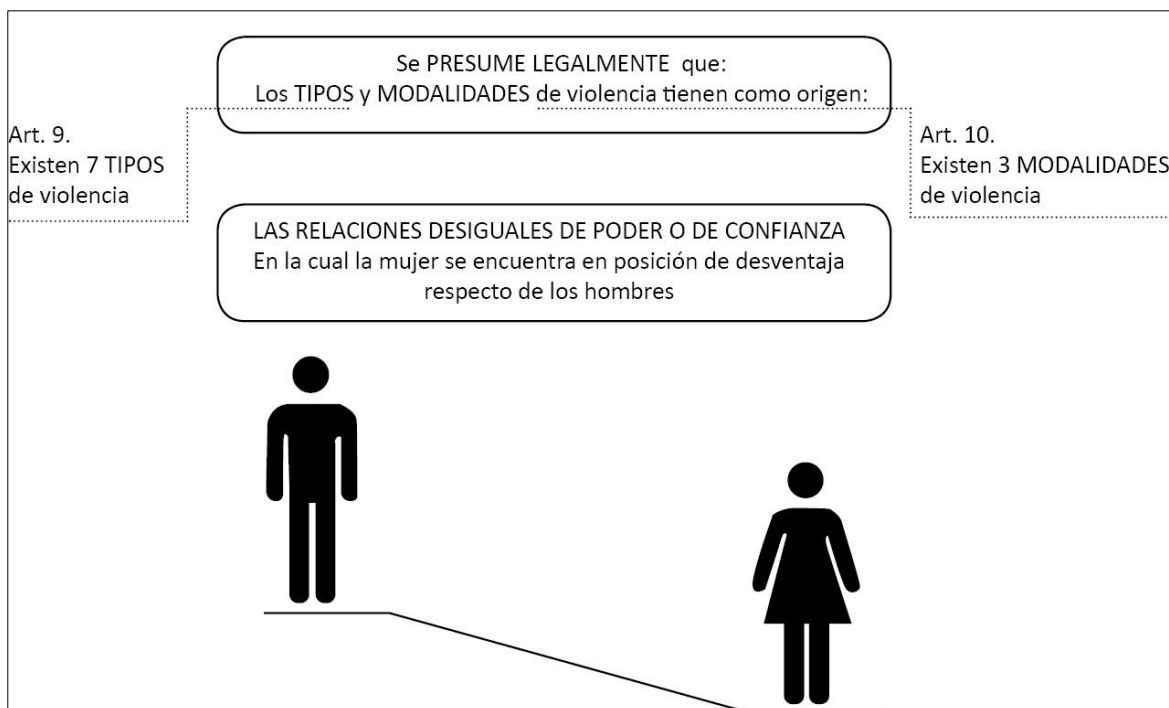 Se PRESUME LEGALMENTE que:
Los TIPOS y MODALIDADES de violencia tienen como origen:
Art. 9.
Existen 7 TIPOS
de violencia
Art. 10.
Existen 3 MODALIDADES
de violencia
LAS RELACIONES DESIGUALES DE PODER O DE CONFIANZA
En la cual la mujer se encuentra en posición de desventaja
respecto de los hombres